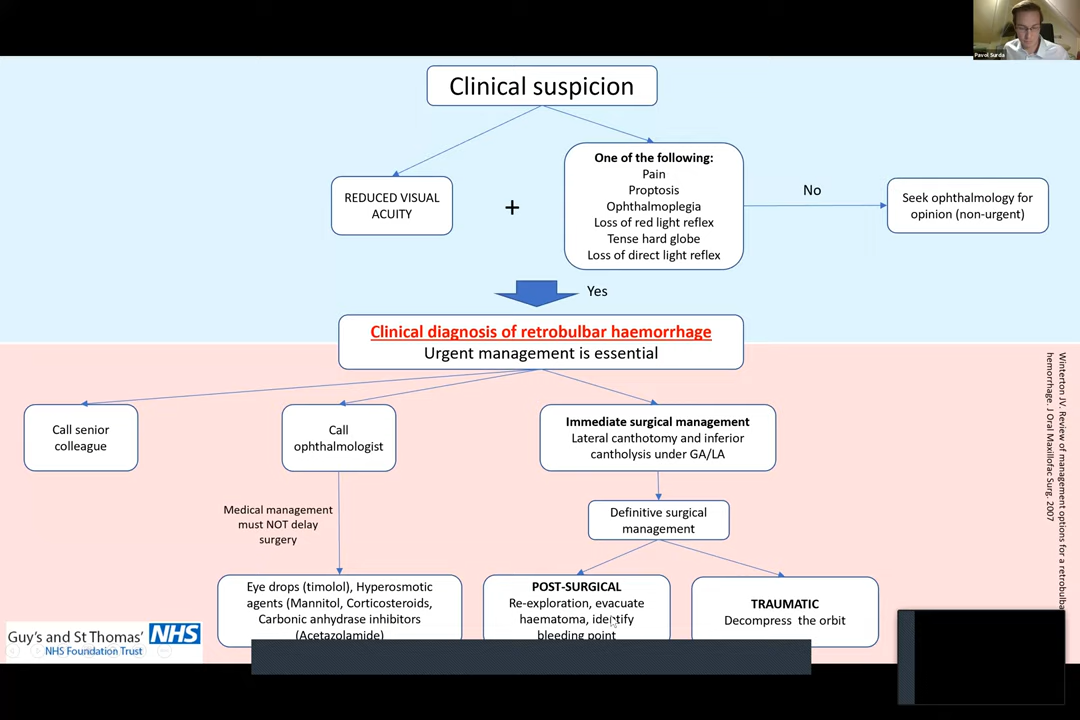 Pavol Surda
Clinical suspicion
REDUCED VISUAL
ACUITY
+
One of the following:
Pain
Proptosis
Ophthalmoplegia
Loss of red light reflex
Tense hard globe
Loss of direct light reflex
No
Seek ophthalmology for
opinion (non-urgent)
Yes
Clinical diagnosis of retrobulbar haemorrhage
Urgent management is essential
Call senior
colleague
Call
ophthalmologist
Immediate surgical management
Lateral canthotomy and inferior
cantholysis under GA/LA
Medical management
must NOT delay
surgery
Definitive surgical
management
Eye drops (timolol), Hyperosmotic
agents (Mannitol, Corticosteroids,
Carbonic anhydrase inhibitors
(Acetazolamide)
POST-SURGICAL
Re-exploration, evacuate
haematoma, identify
bleeding point
TRAUMATIC
Decompress the orbit
Winterton JV. Review of management options for a retrobulba
hemorrhage. J Oral Maxillofac Surg. 2007
Guy's and St Thomas' NHS
NHS Foundation Trust